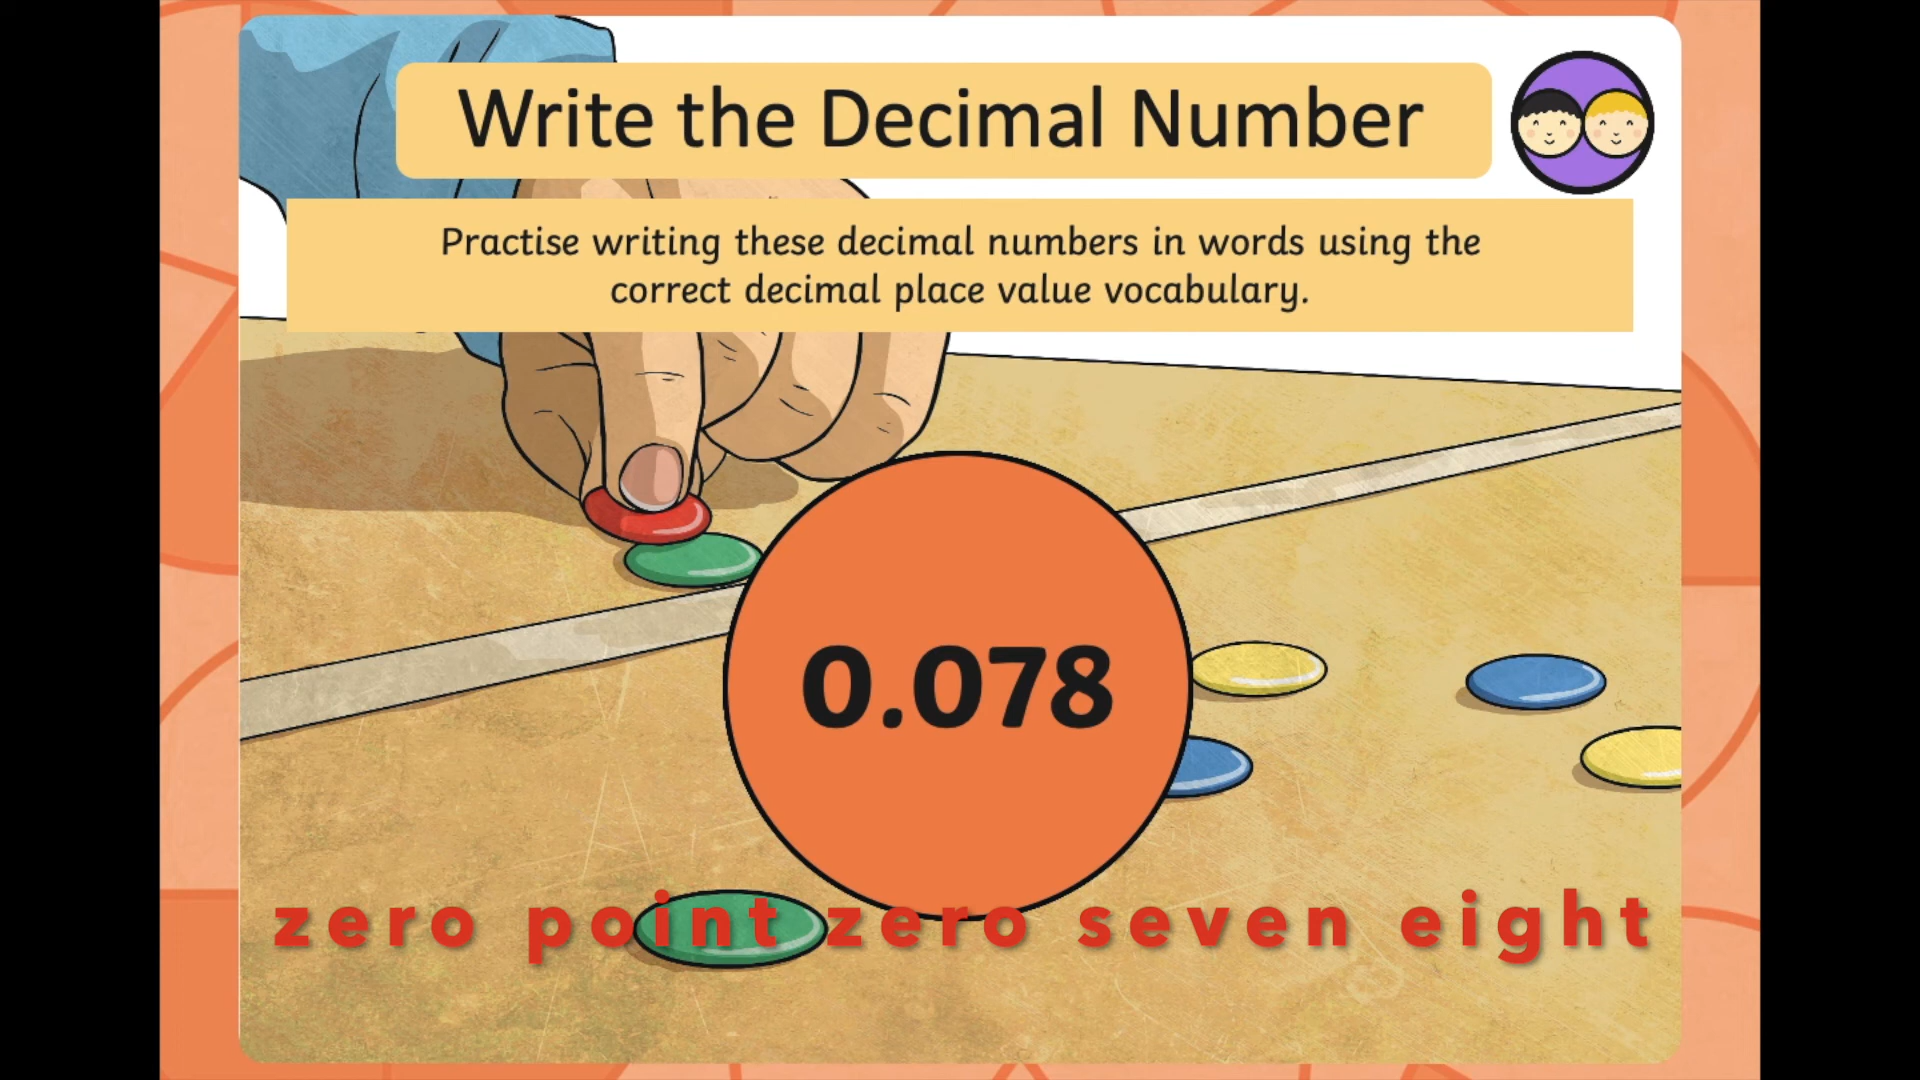 Write the Decimal Number
Practise writing these decimal numbers in words using the
correct decimal place value vocabulary.
0.078
zero point zero seven eight